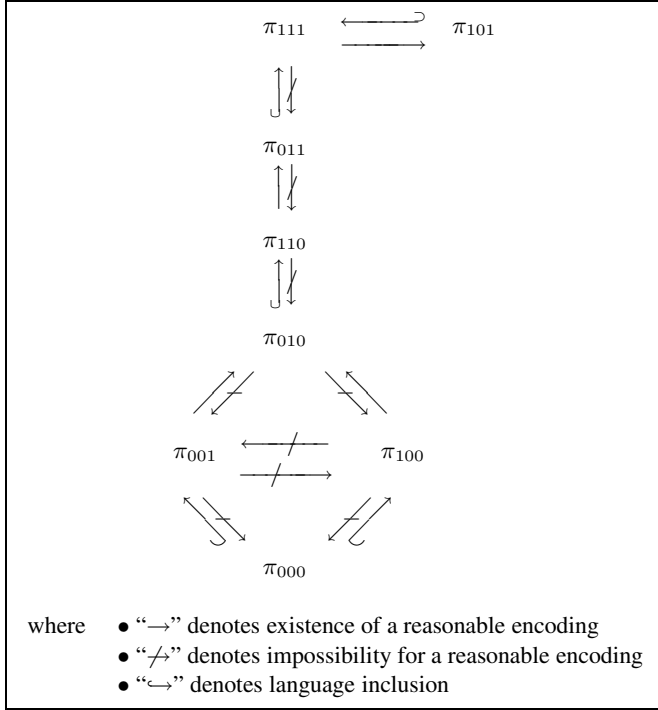 π₁₁₁ π₁₀₁
π₀₁₁
π₁₁₀
π₀₁₀
π₀₀₁ π₁₀₀
π₀₀₀
where • “→” denotes existence of a reasonable encoding
• “↛” denotes impossibility for a reasonable encoding
• “↪” denotes language inclusion